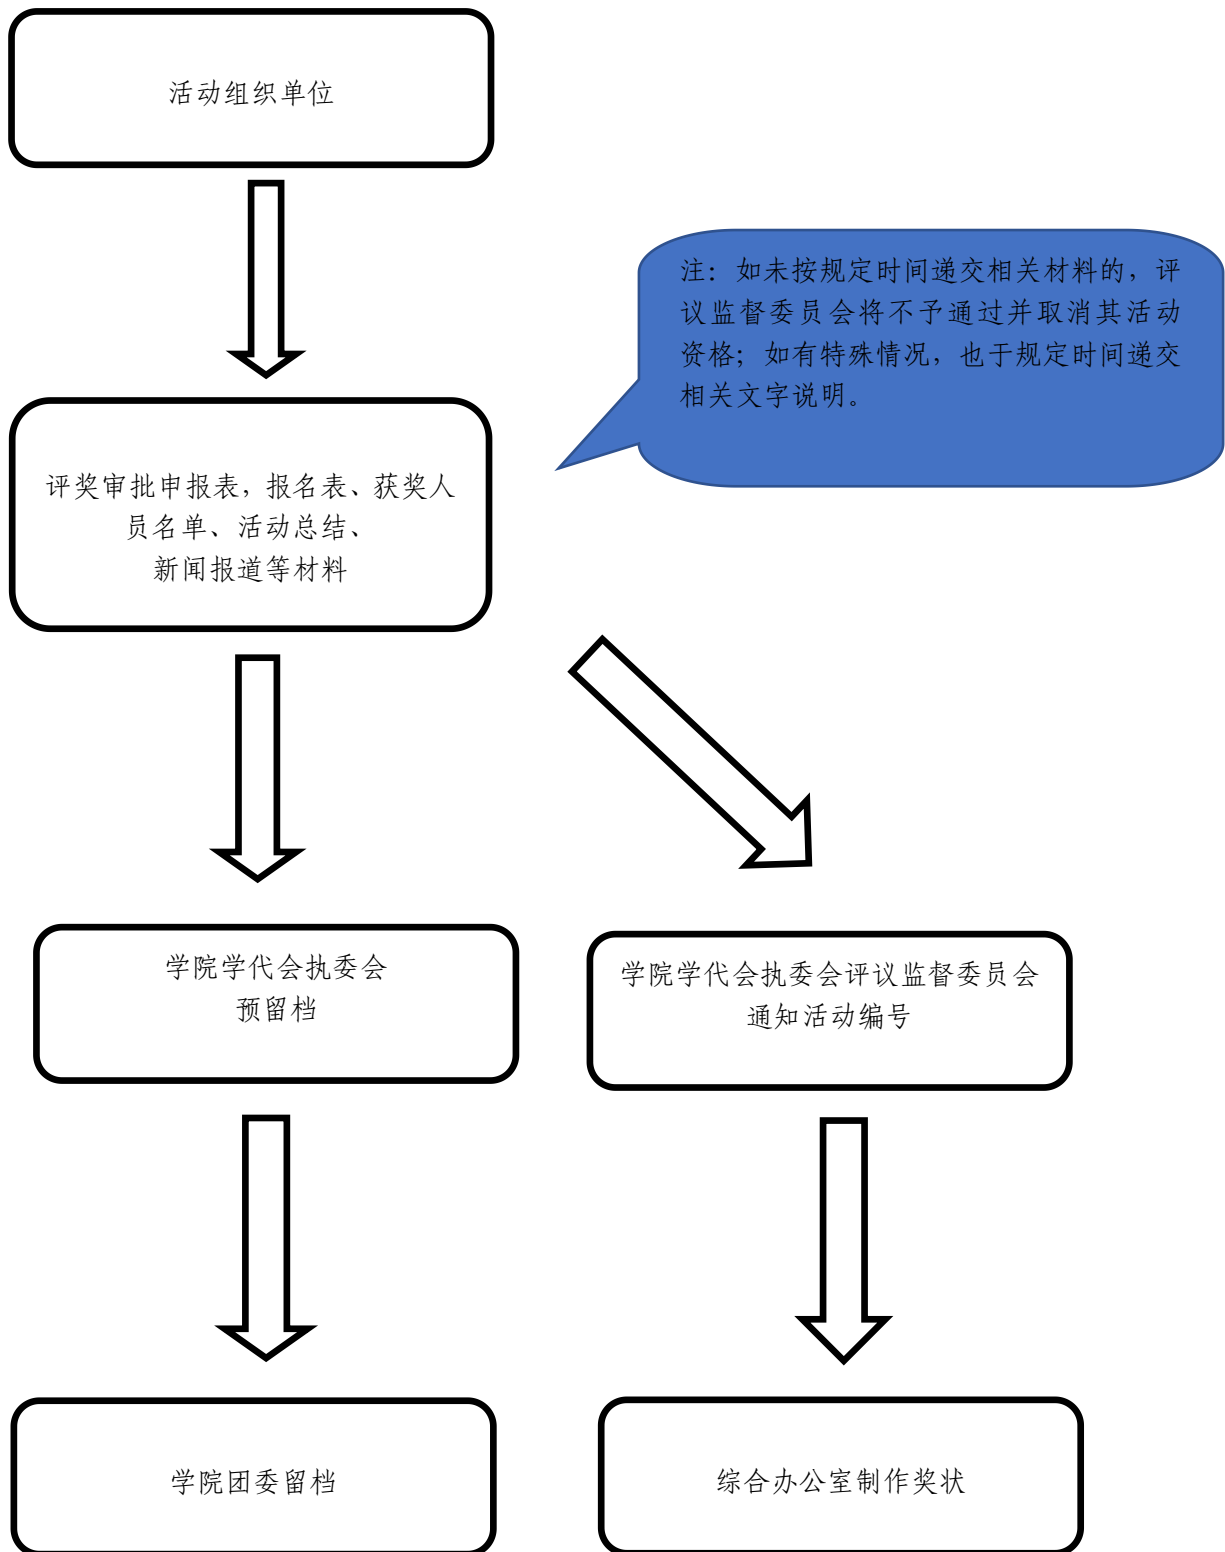 活动组织单位
注：如未按规定时间递交相关材料的，评
议监督委员会将不予通过并取消其活动
资格；如有特殊情况，也于规定时间递交
相关文字说明。
评奖审批申报表，报名表、获奖人
员名单、活动总结、
新闻报道等材料
学院学代会执委会
预留档
学院学代会执委会评议监督委员会
通知活动编号
学院团委留档
综合办公室制作奖状